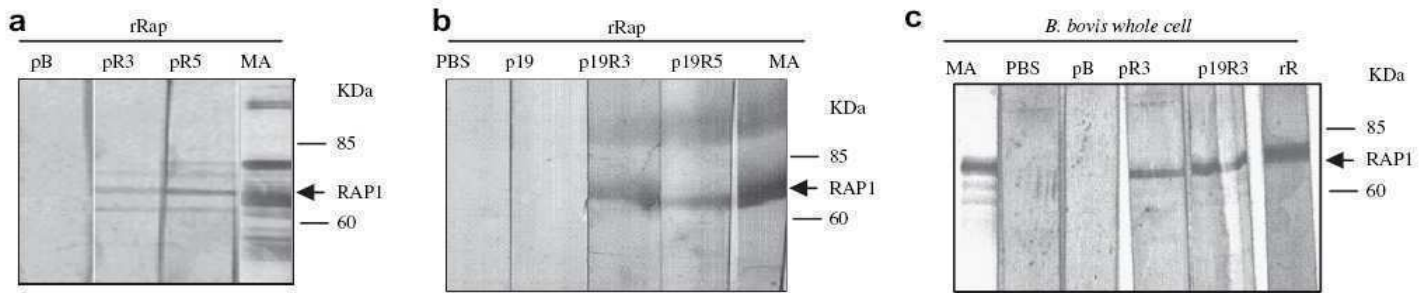 a
rRap
pB pR3 pR5 MA
KDa
85
RAP1
60
b
rRap
PBS p19 p19R3 p19R5 MA
KDa
85
RAP1
60
c
B. bovis whole cell
MA PBS pB pR3 p19R3 rR
KDa
85
RAP1
60